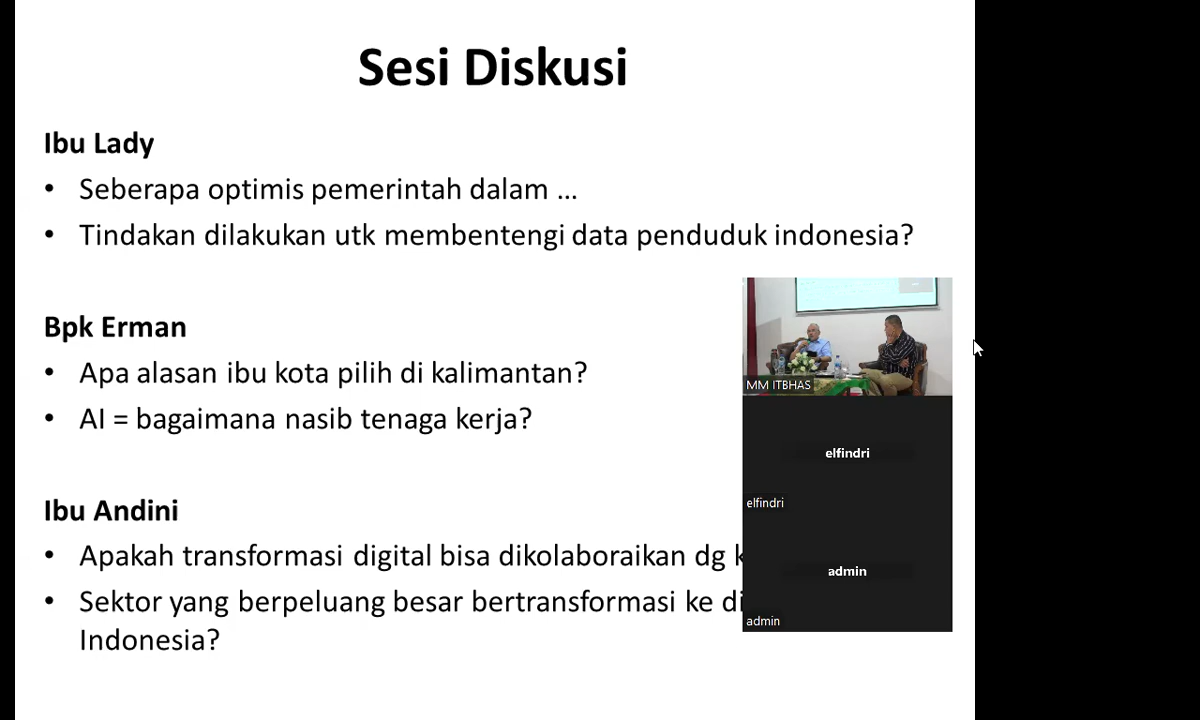 Sesi Diskusi
Ibu Lady
• Seberapa optimis pemerintah dalam ...
• Tindakan dilakukan utk membentengi data penduduk indonesia?
Bpk Erman
• Apa alasan ibu kota pilih di kalimantan?
• AI = bagaimana nasib tenaga kerja?
Ibu Andini
• Apakah transformasi digital bisa dikolaboraikan dg
• Sektor yang berpeluang besar bertransformasi ke
Indonesia?
MM ITBHAS
elfindri
elfindri
admin
admin